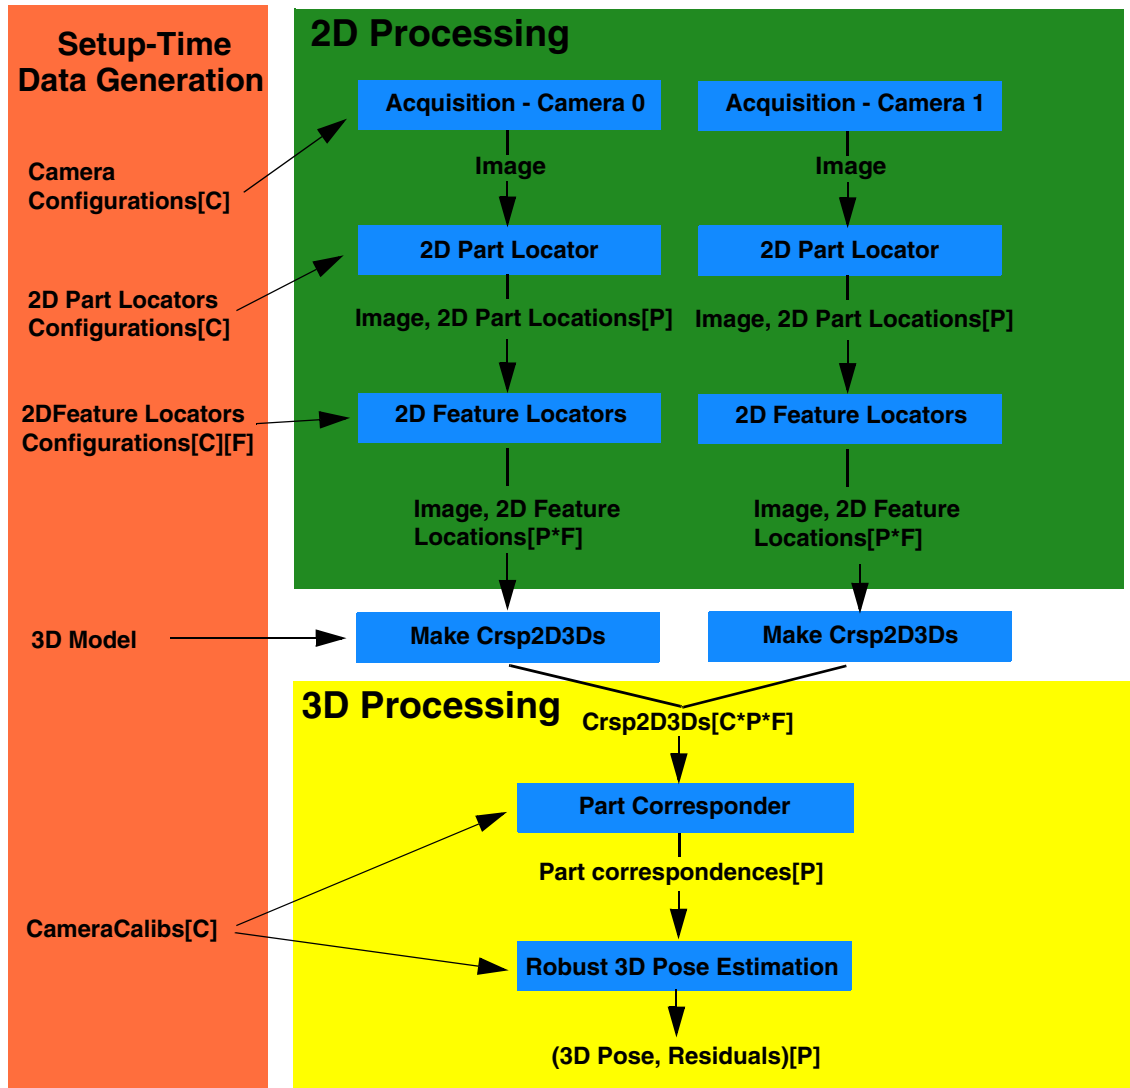 Setup-Time
Data Generation
Camera
Configurations[C]
2D Part Locators
Configurations[C]
2DFeature Locators
Configurations[C][F]
3D Model
CameraCalibs[C]
2D Processing
Acquisition - Camera 0
Acquisition - Camera 1
Image
Image
2D Part Locator
2D Part Locator
Image, 2D Part Locations[P]
Image, 2D Part Locations[P]
2D Feature Locators
2D Feature Locators
Image, 2D Feature
Locations[P*F]
Image, 2D Feature
Locations[P*F]
Make Crsp2D3Ds
Make Crsp2D3Ds
3D Processing
Crsp2D3Ds[C*P*F]
Part Corresponder
Part correspondences[P]
Robust 3D Pose Estimation
(3D Pose, Residuals)[P]